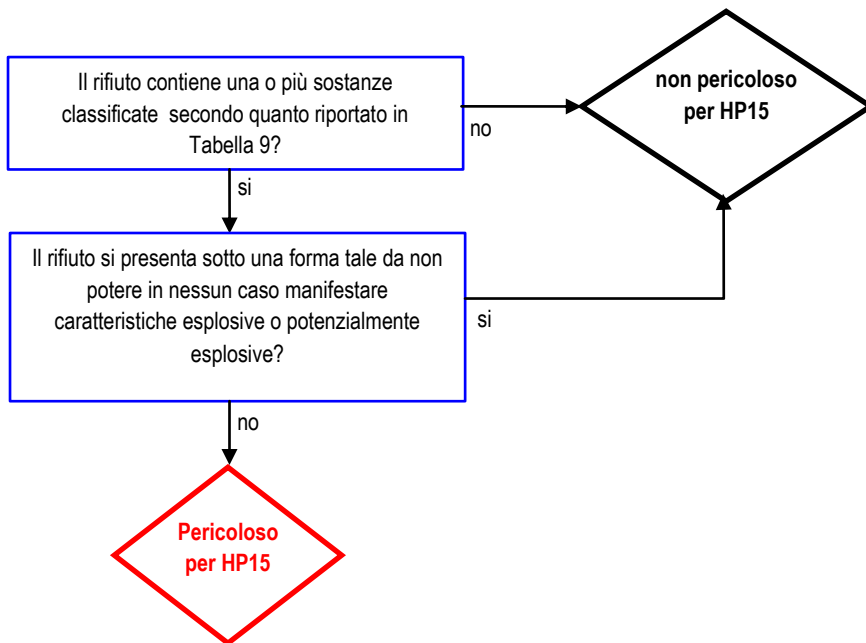 Il rifiuto contiene una o più sostanze
classificate secondo quanto riportato in
Tabella 9?
no
non pericoloso
per HP15
si
Il rifiuto si presenta sotto una forma tale da non
potere in nessun caso manifestare
caratteristiche esplosive o potenzialmente
esplosive?
si
no
Pericoloso
per HP15